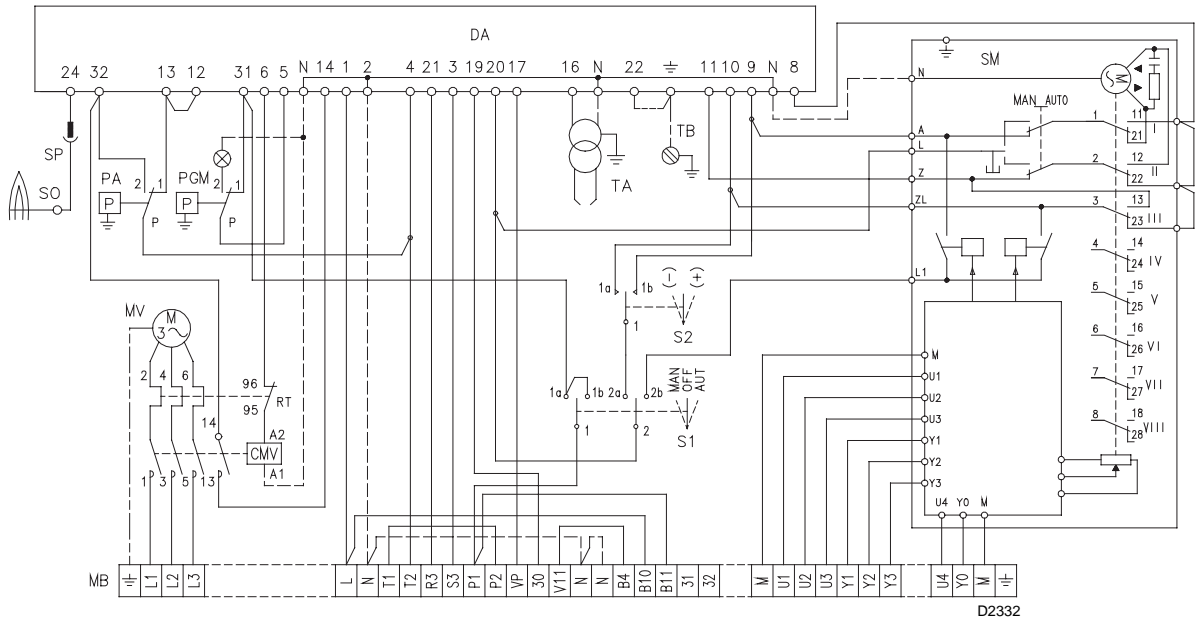 DA
24 32 13 12 31 6 5 N 14 1 2 4 21 3 19 20 17 16 N 22 11 10 9 N 8
SM
N
M
MAN AUTO
SP
SO
PA
P
2 1
P
PGM
P
2 1
P
TA
TB
A
L
Z
ZL
L1
1 11 21 I
2 12 22 II
3 13 23 III
4 14 24 IV
5 15 25 V
6 16 26 VI
7 17 27 VII
8 18 28 VIII
1a 1b
(-) (+)
1
S2
MV
M
3
2 4 6
96
RT
95
14
A2
CMV
A1
1 3 5 13
1a 1b 2a 2b
MAN
OFF
AUT
1 2
S1
M
U1
U2
U3
Y1
Y2
Y3
U4 Y0 M
MB L1 L2 L3 L N T1 T2 R3 S3 P1 P2 VP 30 V11 N N B4 B10 B11 31 32 M U1 U2 U3 Y1 Y2 Y3 U4 Y0 M
D2332